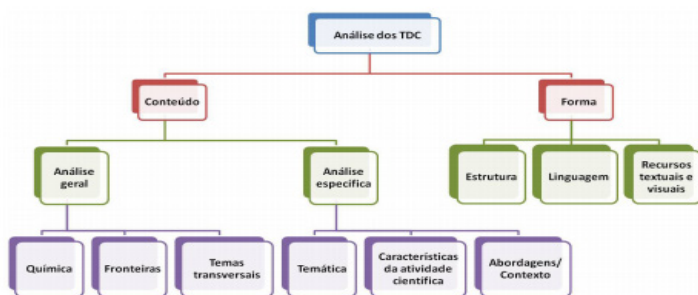 Análise dos TDC
Conteúdo
Forma
Análise
geral
Análise
específica
Estrutura
Linguagem
Recursos
textuais e
visuais
Química
Fronteiras
Temas
transversais
Temática
Características
da atividade
científica
Abordagens/
Contexto